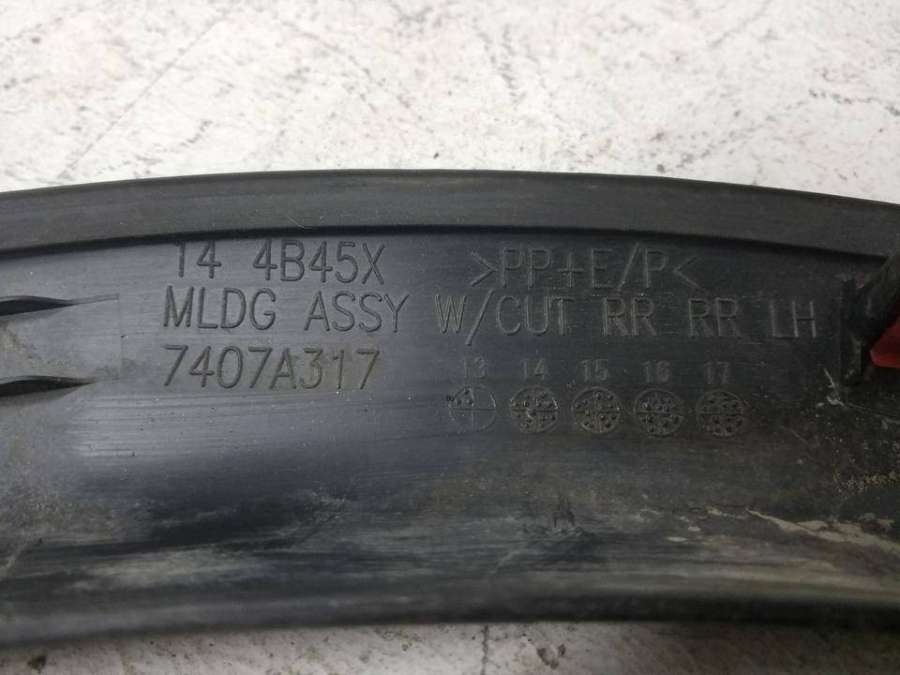 14 4B45X >PP+E/P<
MLDG ASSY W/CUT RR RR LH
7407A317
13 14 15 16 17